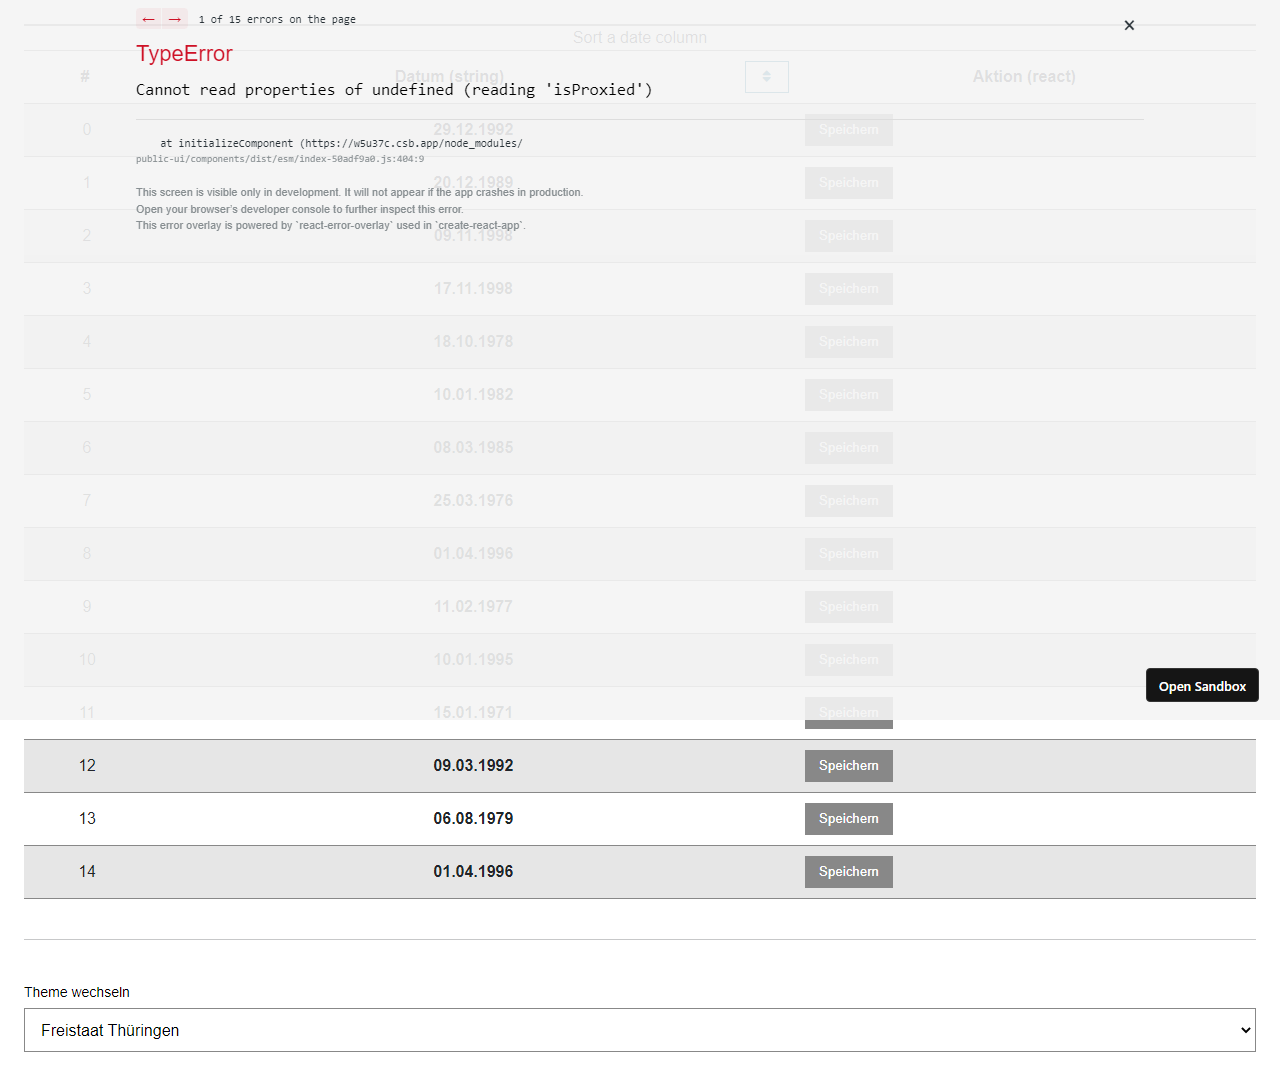 ← → 1 of 15 errors on the page
×
Sort a date column
TypeError
# Datum (string) Aktion (react)
Cannot read properties of undefined (reading 'isProxied')
0 29.12.1992 Speichern
at initializeComponent (https://w5u37c.csb.app/node_modules/
public-ui/components/dist/esm/index-50adf9a0.js:404:9
1 20.12.1989 Speichern
This screen is visible only in development. It will not appear if the app crashes in production.
Open your browser's developer console to further inspect this error.
This error overlay is powered by `react-error-overlay` used in `create-react-app`.
2 09.11.1998 Speichern
3 17.11.1998 Speichern
4 18.10.1978 Speichern
5 10.01.1982 Speichern
6 08.03.1985 Speichern
7 25.03.1976 Speichern
8 01.04.1996 Speichern
9 11.02.1977 Speichern
10 10.01.1995 Speichern
Open Sandbox
11 15.01.1971 Speichern
12 09.03.1992 Speichern
13 06.08.1979 Speichern
14 01.04.1996 Speichern
Theme wechseln
Freistaat Thüringen